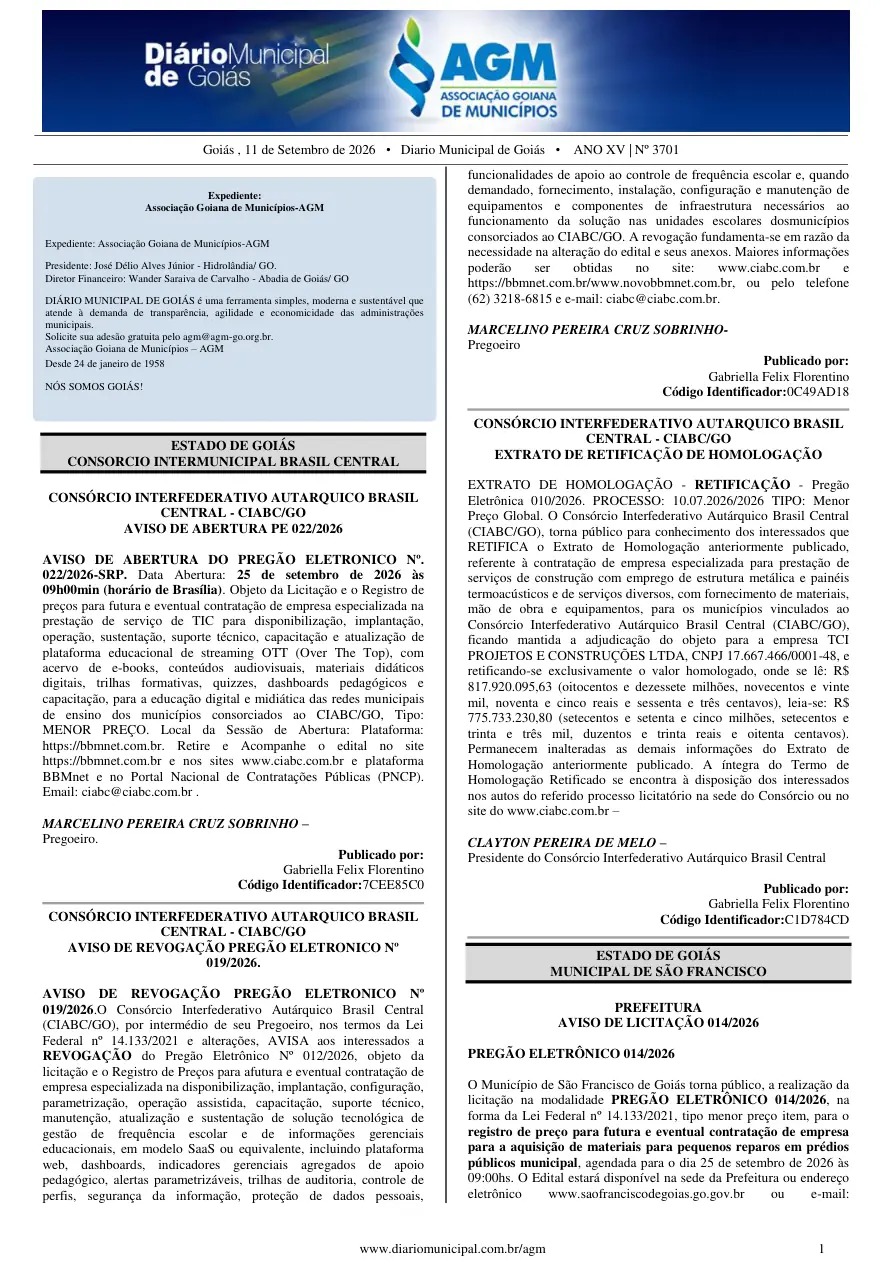 DiárioMunicipal
de Goiás
AGM
ASSOCIAÇÃO GOIANA
DE MUNICÍPIOS
Goiás , 11 de Setembro de 2026 • Diario Municipal de Goiás • ANO XV | Nº 3701
Expediente:
Associação Goiana de Municípios-AGM
Expediente: Associação Goiana de Municípios-AGM
Presidente: José Délio Alves Júnior - Hidrolândia/ GO.
Diretor Financeiro: Wander Saraiva de Carvalho - Abadia de Goiás/ GO
DIÁRIO MUNICIPAL DE GOIÁS é uma ferramenta simples, moderna e sustentável que
atende à demanda de transparência, agilidade e economicidade das administrações
municipais.
Solicite sua adesão gratuita pelo agm@agm-go.org.br.
Associação Goiana de Municípios – AGM
Desde 24 de janeiro de 1958
NÓS SOMOS GOIÁS!
ESTADO DE GOIÁS
CONSORCIO INTERMUNICIPAL BRASIL CENTRAL
CONSÓRCIO INTERFEDERATIVO AUTARQUICO BRASIL
CENTRAL - CIABC/GO
AVISO DE ABERTURA PE 022/2026
AVISO DE ABERTURA DO PREGÃO ELETRONICO Nº.
022/2026-SRP. Data Abertura: 25 de setembro de 2026 às
09h00min (horário de Brasília). Objeto da Licitação e o Registro de
preços para futura e eventual contratação de empresa especializada na
prestação de serviço de TIC para disponibilização, implantação,
operação, sustentação, suporte técnico, capacitação e atualização de
plataforma educacional de streaming OTT (Over The Top), com
acervo de e-books, conteúdos audiovisuais, materiais didáticos
digitais, trilhas formativas, quizzes, dashboards pedagógicos e
capacitação, para a educação digital e midiática das redes municipais
de ensino dos municípios consorciados ao CIABC/GO, Tipo:
MENOR PREÇO. Local da Sessão de Abertura: Plataforma:
https://bbmnet.com.br. Retire e Acompanhe o edital no site
https://bbmnet.com.br e nos sites www.ciabc.com.br e plataforma
BBMnet e no Portal Nacional de Contratações Públicas (PNCP).
Email: ciabc@ciabc.com.br .
MARCELINO PEREIRA CRUZ SOBRINHO –
Pregoeiro.
Publicado por:
Gabriella Felix Florentino
Código Identificador:7CEE85C0
CONSÓRCIO INTERFEDERATIVO AUTARQUICO BRASIL
CENTRAL - CIABC/GO
AVISO DE REVOGAÇÃO PREGÃO ELETRONICO Nº
019/2026.
AVISO DE REVOGAÇÃO PREGÃO ELETRONICO Nº
019/2026.O Consórcio Interfederativo Autárquico Brasil Central
(CIABC/GO), por intermédio de seu Pregoeiro, nos termos da Lei
Federal nº 14.133/2021 e alterações, AVISA aos interessados a
REVOGAÇÃO do Pregão Eletrônico Nº 012/2026, objeto da
licitação e o Registro de Preços para afutura e eventual contratação de
empresa especializada na disponibilização, implantação, configuração,
parametrização, operação assistida, capacitação, suporte técnico,
manutenção, atualização e sustentação de solução tecnológica de
gestão de frequência escolar e de informações gerenciais
educacionais, em modelo SaaS ou equivalente, incluindo plataforma
web, dashboards, indicadores gerenciais agregados de apoio
pedagógico, alertas parametrizáveis, trilhas de auditoria, controle de
perfis, segurança da informação, proteção de dados pessoais,
funcionalidades de apoio ao controle de frequência escolar e, quando
demandado, fornecimento, instalação, configuração e manutenção de
equipamentos e componentes de infraestrutura necessários ao
funcionamento da solução nas unidades escolares dosmunicípios
consorciados ao CIABC/GO. A revogação fundamenta-se em razão da
necessidade na alteração do edital e seus anexos. Maiores informações
poderão ser obtidas no site: www.ciabc.com.br e
https://bbmnet.com.br/www.novobbmnet.com.br, ou pelo telefone
(62) 3218-6815 e e-mail: ciabc@ciabc.com.br.
MARCELINO PEREIRA CRUZ SOBRINHO-
Pregoeiro
Publicado por:
Gabriella Felix Florentino
Código Identificador:0C49AD18
CONSÓRCIO INTERFEDERATIVO AUTARQUICO BRASIL
CENTRAL - CIABC/GO
EXTRATO DE RETIFICAÇÃO DE HOMOLOGAÇÃO
EXTRATO DE HOMOLOGAÇÃO - RETIFICAÇÃO - Pregão
Eletrônica 010/2026. PROCESSO: 10.07.2026/2026 TIPO: Menor
Preço Global. O Consórcio Interfederativo Autárquico Brasil Central
(CIABC/GO), torna público para conhecimento dos interessados que
RETIFICA o Extrato de Homologação anteriormente publicado,
referente à contratação de empresa especializada para prestação de
serviços de construção com emprego de estrutura metálica e painéis
termoacústicos e de serviços diversos, com fornecimento de materiais,
mão de obra e equipamentos, para os municípios vinculados ao
Consórcio Interfederativo Autárquico Brasil Central (CIABC/GO),
ficando mantida a adjudicação do objeto para a empresa TCI
PROJETOS E CONSTRUÇÕES LTDA, CNPJ 17.667.466/0001-48, e
retificando-se exclusivamente o valor homologado, onde se lê: R$
817.920.095,63 (oitocentos e dezessete milhões, novecentos e vinte
mil, noventa e cinco reais e sessenta e três centavos), leia-se: R$
775.733.230,80 (setecentos e setenta e cinco milhões, setecentos e
trinta e três mil, duzentos e trinta reais e oitenta centavos).
Permanecem inalteradas as demais informações do Extrato de
Homologação anteriormente publicado. A íntegra do Termo de
Homologação Retificado se encontra à disposição dos interessados
nos autos do referido processo licitatório na sede do Consórcio ou no
site do www.ciabc.com.br –
CLAYTON PEREIRA DE MELO –
Presidente do Consórcio Interfederativo Autárquico Brasil Central
Publicado por:
Gabriella Felix Florentino
Código Identificador:C1D784CD
ESTADO DE GOIÁS
MUNICIPAL DE SÃO FRANCISCO
PREFEITURA
AVISO DE LICITAÇÃO 014/2026
PREGÃO ELETRÔNICO 014/2026
O Município de São Francisco de Goiás torna público, a realização da
licitação na modalidade PREGÃO ELETRÔNICO 014/2026, na
forma da Lei Federal nº 14.133/2021, tipo menor preço item, para o
registro de preço para futura e eventual contratação de empresa
para a aquisição de materiais para pequenos reparos em prédios
públicos municipal, agendada para o dia 25 de setembro de 2026 às
09:00hs. O Edital estará disponível na sede da Prefeitura ou endereço
eletrônico www.saofranciscodegoias.go.gov.br ou e-mail:
www.diariomunicipal.com.br/agm 1